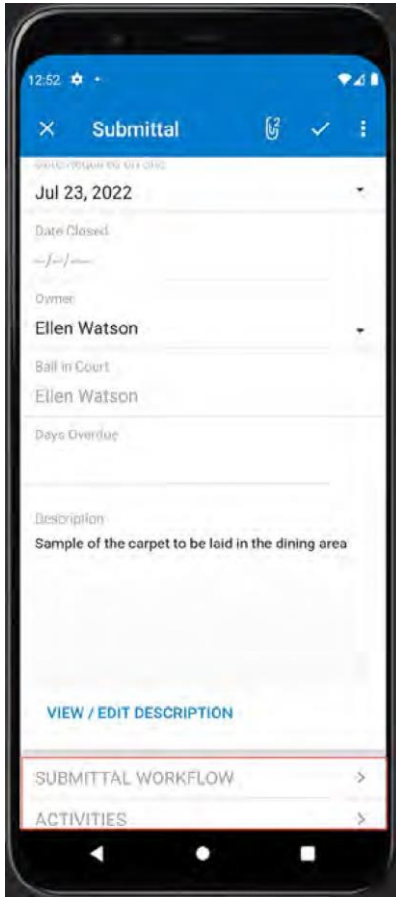 12:52
Submittal
2
Jul 23, 2022
Date Closed
--/--/----
Owner
Ellen Watson
Ball in Court
Ellen Watson
Days Overdue
Description
Sample of the carpet to be laid in the dining area
VIEW / EDIT DESCRIPTION
SUBMITTAL WORKFLOW
ACTIVITIES